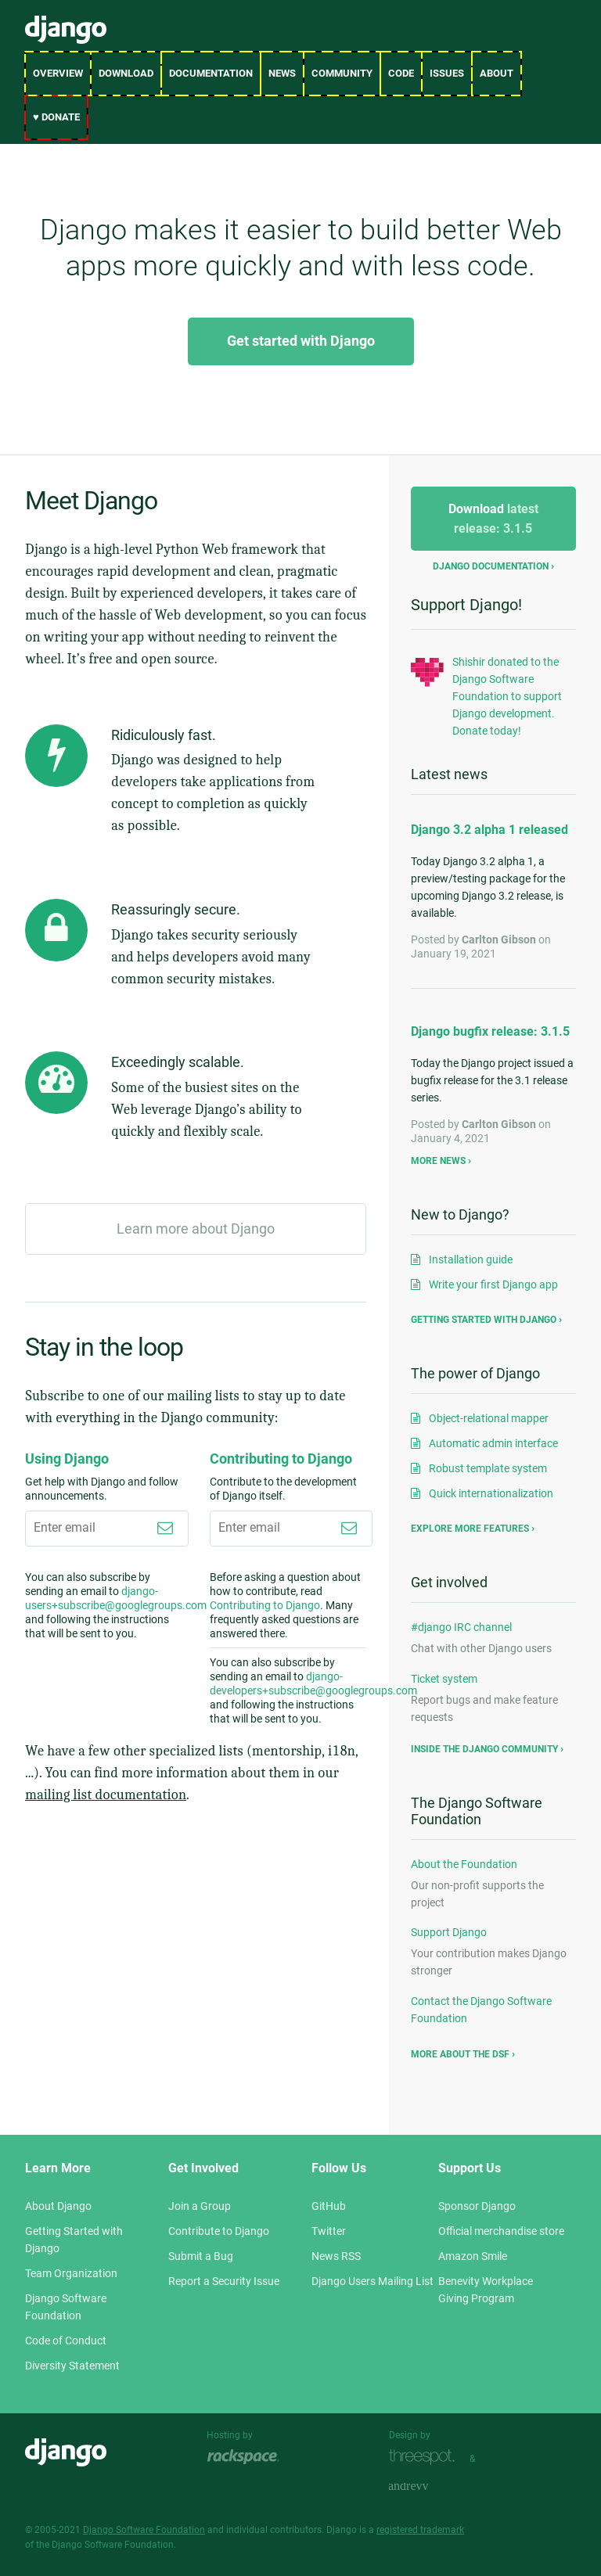 django
OVERVIEW DOWNLOAD DOCUMENTATION NEWS COMMUNITY CODE ISSUES ABOUT
♥ DONATE
Django makes it easier to build better Web
apps more quickly and with less code.
Get started with Django
Meet Django
Django is a high-level Python Web framework that
encourages rapid development and clean, pragmatic
design. Built by experienced developers, it takes care of
much of the hassle of Web development, so you can focus
on writing your app without needing to reinvent the
wheel. It’s free and open source.
Ridiculously fast.
Django was designed to help
developers take applications from
concept to completion as quickly
as possible.
Reassuringly secure.
Django takes security seriously
and helps developers avoid many
common security mistakes.
Exceedingly scalable.
Some of the busiest sites on the
Web leverage Django’s ability to
quickly and flexibly scale.
Learn more about Django
Stay in the loop
Subscribe to one of our mailing lists to stay up to date
with everything in the Django community:
Using Django
Get help with Django and follow
announcements.
Enter email
You can also subscribe by
sending an email to django-
users+subscribe@googlegroups.com
and following the instructions
that will be sent to you.
Contributing to Django
Contribute to the development
of Django itself.
Enter email
Before asking a question about
how to contribute, read
Contributing to Django. Many
frequently asked questions are
answered there.
You can also subscribe by
sending an email to django-
developers+subscribe@googlegroups.com
and following the instructions
that will be sent to you.
We have a few other specialized lists (mentorship, i18n,
…). You can find more information about them in our
mailing list documentation.
Download latest
release: 3.1.5
DJANGO DOCUMENTATION ›
Support Django!
Shishir donated to the
Django Software
Foundation to support
Django development.
Donate today!
Latest news
Django 3.2 alpha 1 released
Today Django 3.2 alpha 1, a
preview/testing package for the
upcoming Django 3.2 release, is
available.
Posted by Carlton Gibson on
January 19, 2021
Django bugfix release: 3.1.5
Today the Django project issued a
bugfix release for the 3.1 release
series.
Posted by Carlton Gibson on
January 4, 2021
MORE NEWS ›
New to Django?
Installation guide
Write your first Django app
GETTING STARTED WITH DJANGO ›
The power of Django
Object-relational mapper
Automatic admin interface
Robust template system
Quick internationalization
EXPLORE MORE FEATURES ›
Get involved
#django IRC channel
Chat with other Django users
Ticket system
Report bugs and make feature
requests
INSIDE THE DJANGO COMMUNITY ›
The Django Software
Foundation
About the Foundation
Our non-profit supports the
project
Support Django
Your contribution makes Django
stronger
Contact the Django Software
Foundation
MORE ABOUT THE DSF ›
Learn More
About Django
Getting Started with
Django
Team Organization
Django Software
Foundation
Code of Conduct
Diversity Statement
Get Involved
Join a Group
Contribute to Django
Submit a Bug
Report a Security Issue
Follow Us
GitHub
Twitter
News RSS
Django Users Mailing List
Support Us
Sponsor Django
Official merchandise store
Amazon Smile
Benevity Workplace
Giving Program
django
Hosting by
rackspace
Design by
threespot. &
andrevv
© 2005-2021 Django Software Foundation and individual contributors. Django is a registered trademark
of the Django Software Foundation.